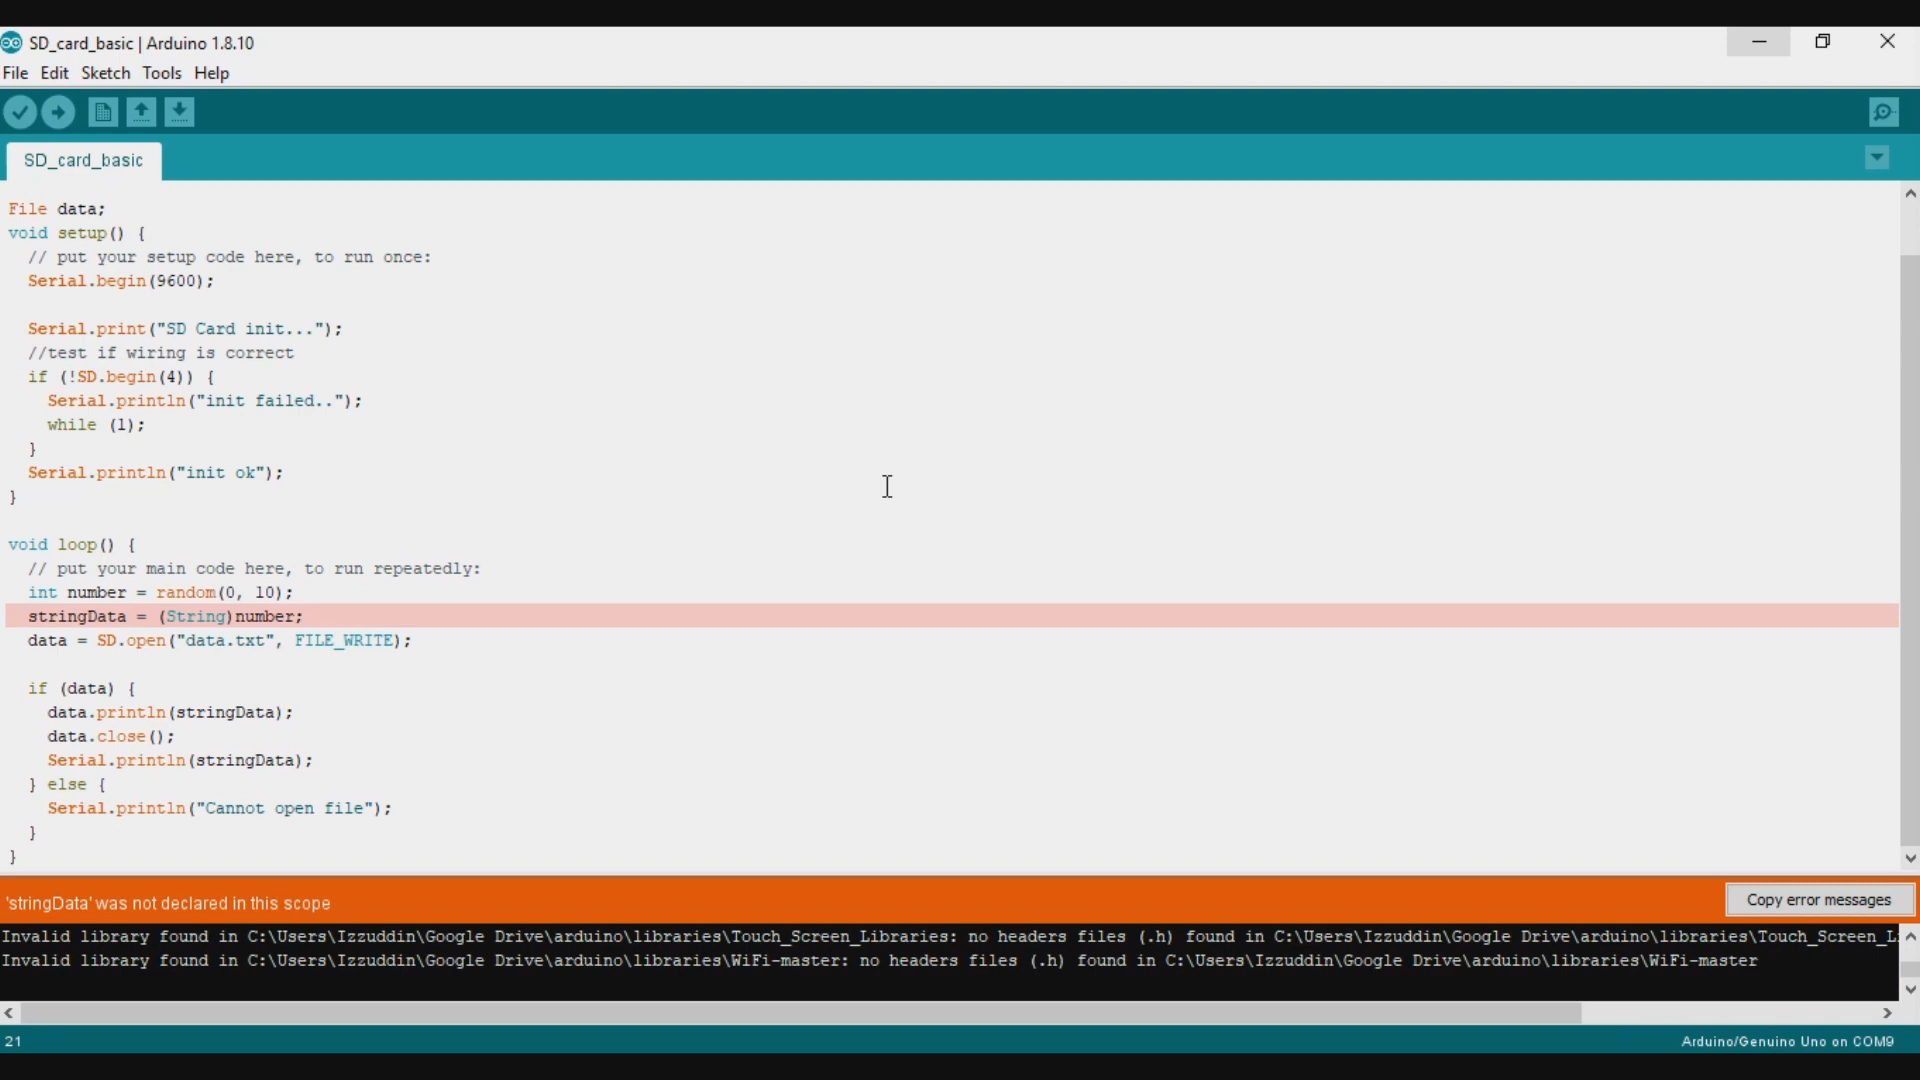 SD_card_basic | Arduino 1.8.10
File Edit Sketch Tools Help
SD_card_basic
File data;
void setup() {
  // put your setup code here, to run once:
  Serial.begin(9600);
  Serial.print("SD Card init...");
  //test if wiring is correct
  if (!SD.begin(4)) {
    Serial.println("init failed..");
    while (1);
  }
  Serial.println("init ok");
}
void loop() {
  // put your main code here, to run repeatedly:
  int number = random(0, 10);
  stringData = (String)number;
  data = SD.open("data.txt", FILE_WRITE);
  if (data) {
    data.println(stringData);
    data.close();
    Serial.println(stringData);
  } else {
    Serial.println("Cannot open file");
  }
}
'stringData' was not declared in this scope
Copy error messages
Invalid library found in C:\Users\Izzuddin\Google Drive\arduino\libraries\Touch_Screen_Libraries: no headers files (.h) found in C:\Users\Izzuddin\Google Drive\arduino\libraries\Touch_Screen_L
Invalid library found in C:\Users\Izzuddin\Google Drive\arduino\libraries\WiFi-master: no headers files (.h) found in C:\Users\Izzuddin\Google Drive\arduino\libraries\WiFi-master
21
Arduino/Genuino Uno on COM9